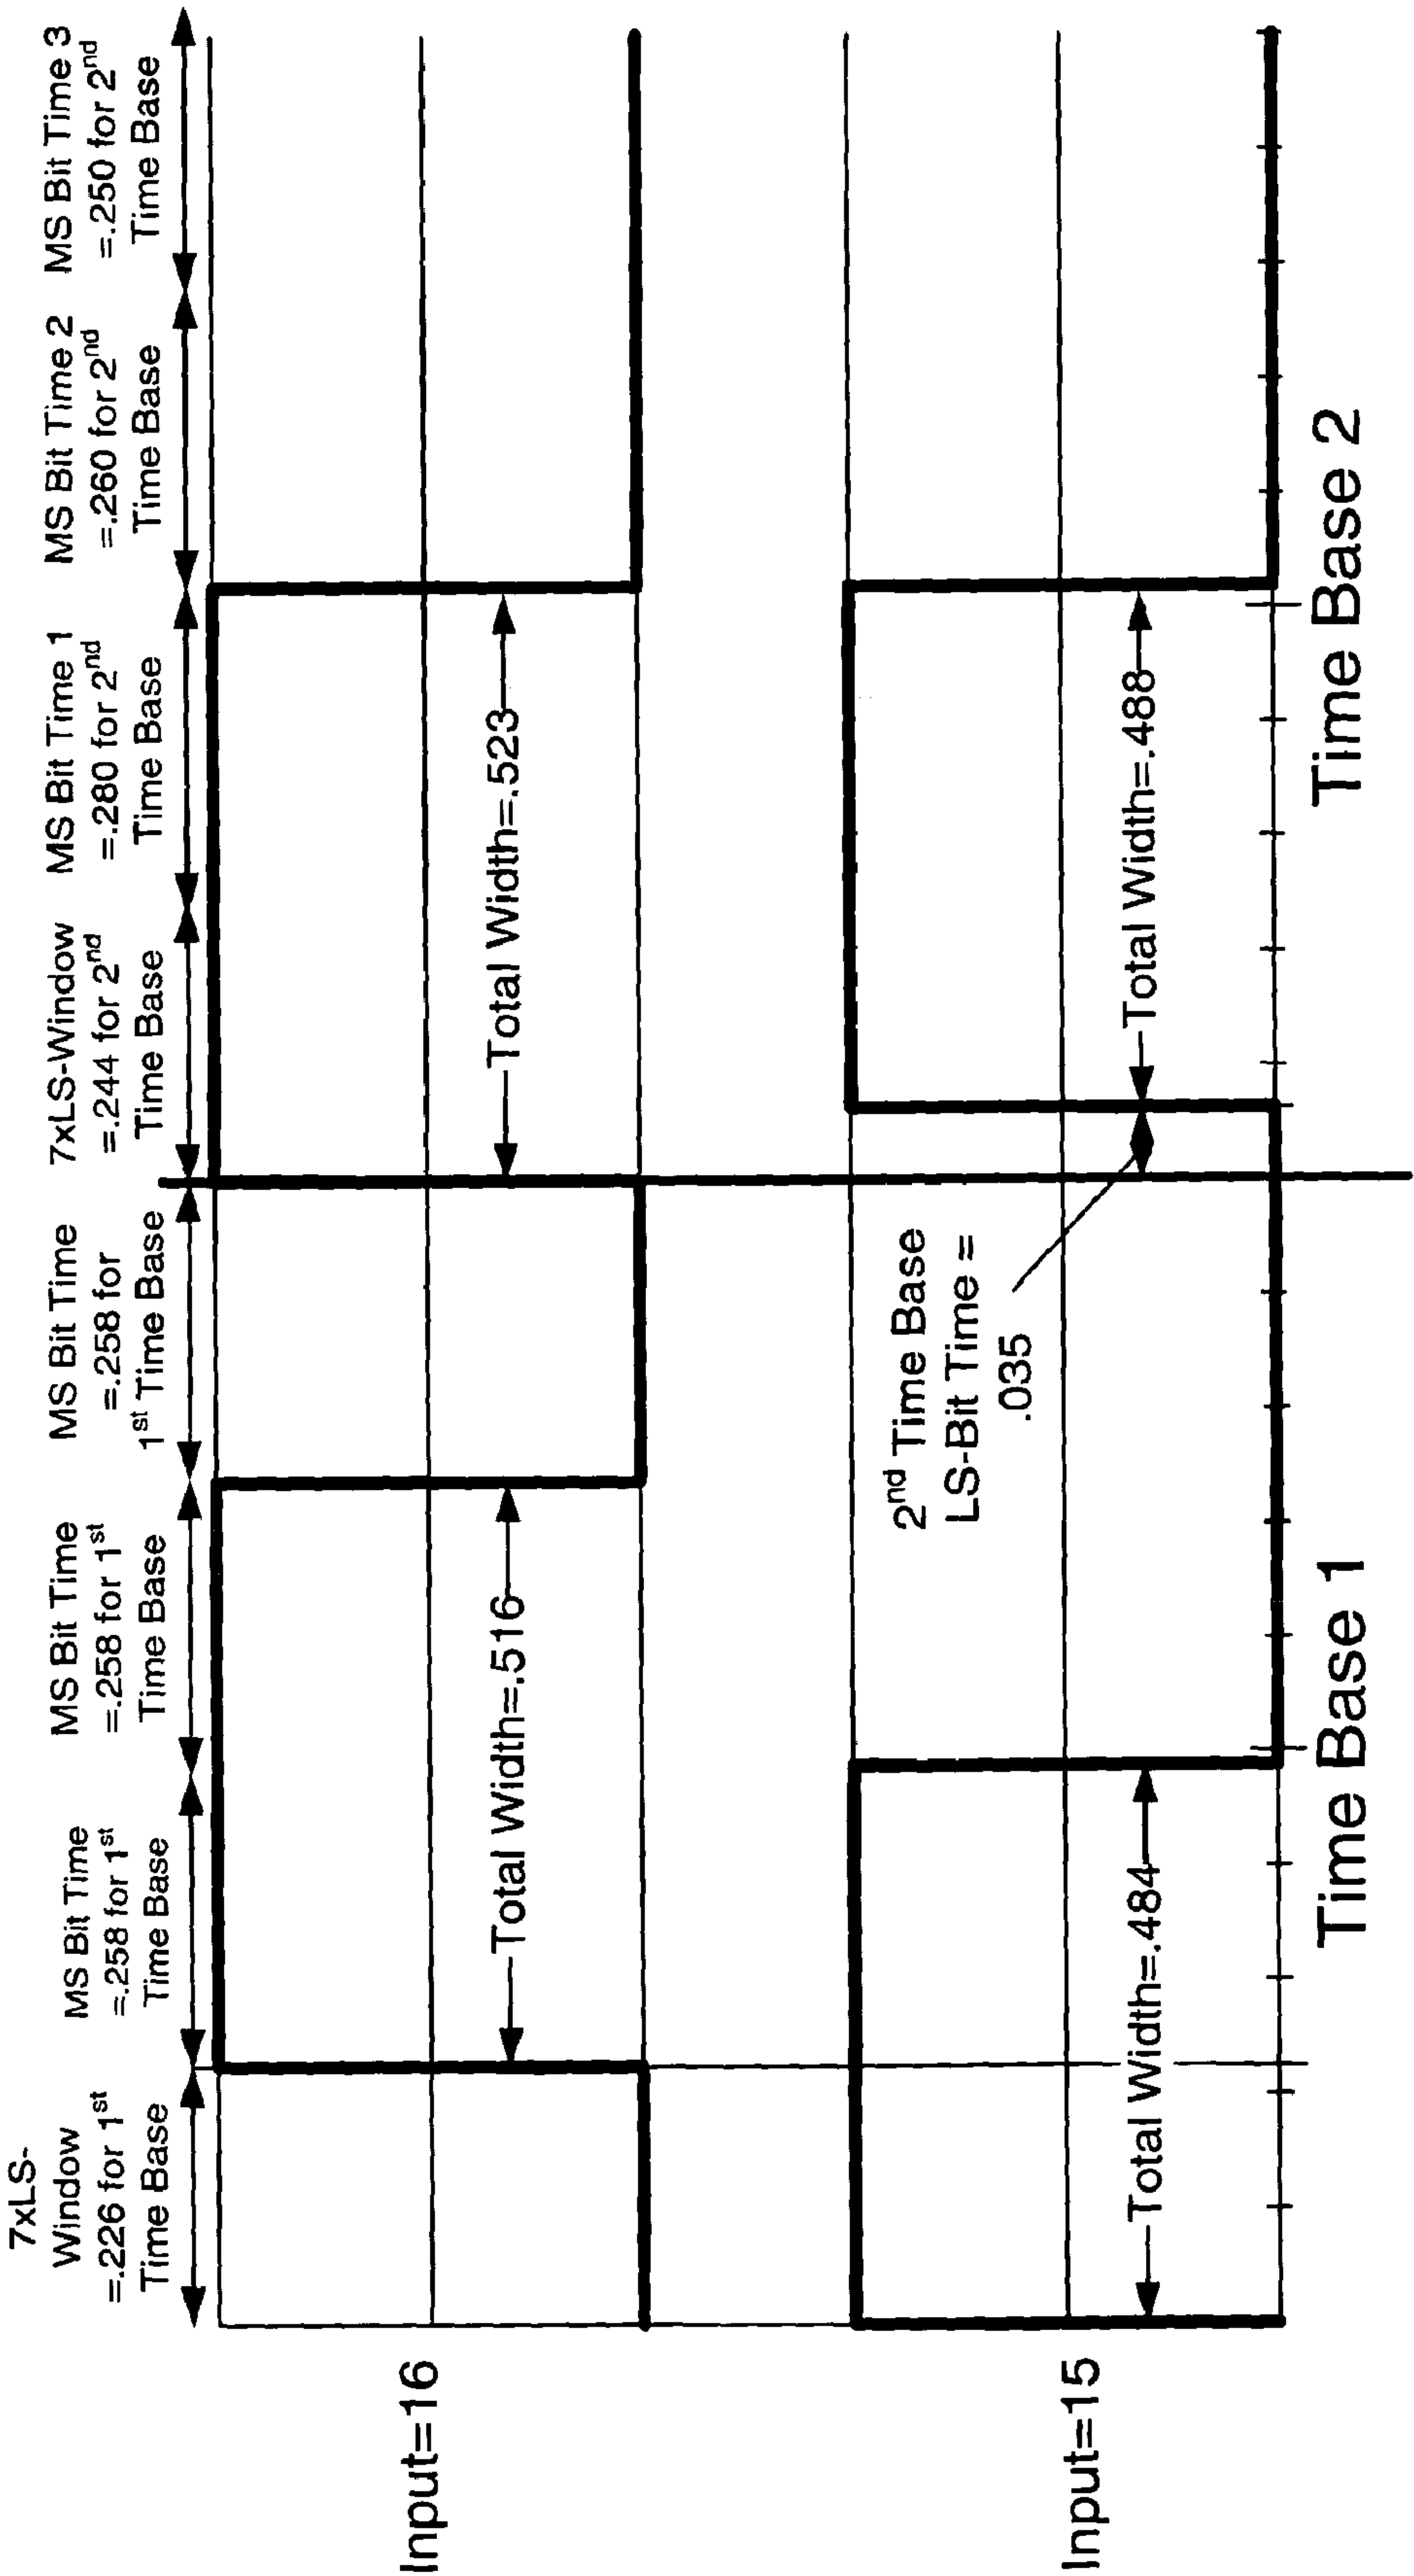 7xLS-
Window
=.226 for 1st
Time Base
MS Bit Time
=.258 for 1st
Time Base
MS Bit Time
=.258 for 1st
Time Base
MS Bit Time
=.258 for
1st Time Base
7xLS-Window
=.244 for 2nd
Time Base
MS Bit Time 1
=.280 for 2nd
Time Base
MS Bit Time 2
=.260 for 2nd
Time Base
MS Bit Time 3
=.250 for 2nd
Time Base
Input=16
Total Width=.516
Total Width=.523
2nd Time Base
LS-Bit Time =
.035
Input=15
Total Width=.484
Total Width=.488
Time Base 1
Time Base 2